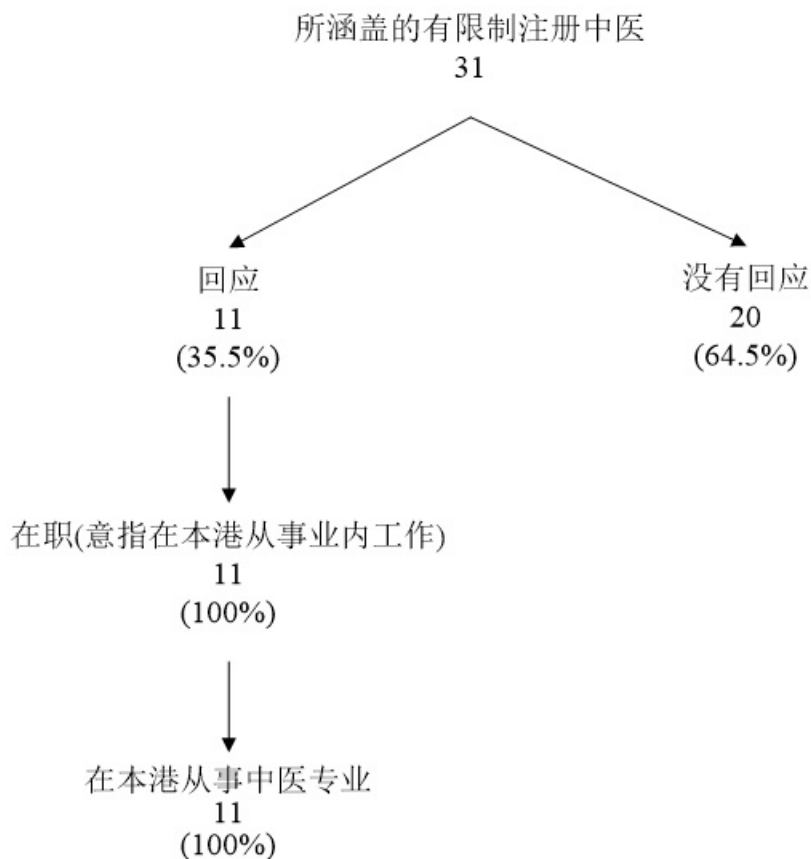 所涵盖的有限制注册中医
31
回应
11
(35.5%)
没有回应
20
(64.5%)
在职(意指在本港从事业内工作)
11
(100%)
在本港从事中医专业
11
(100%)